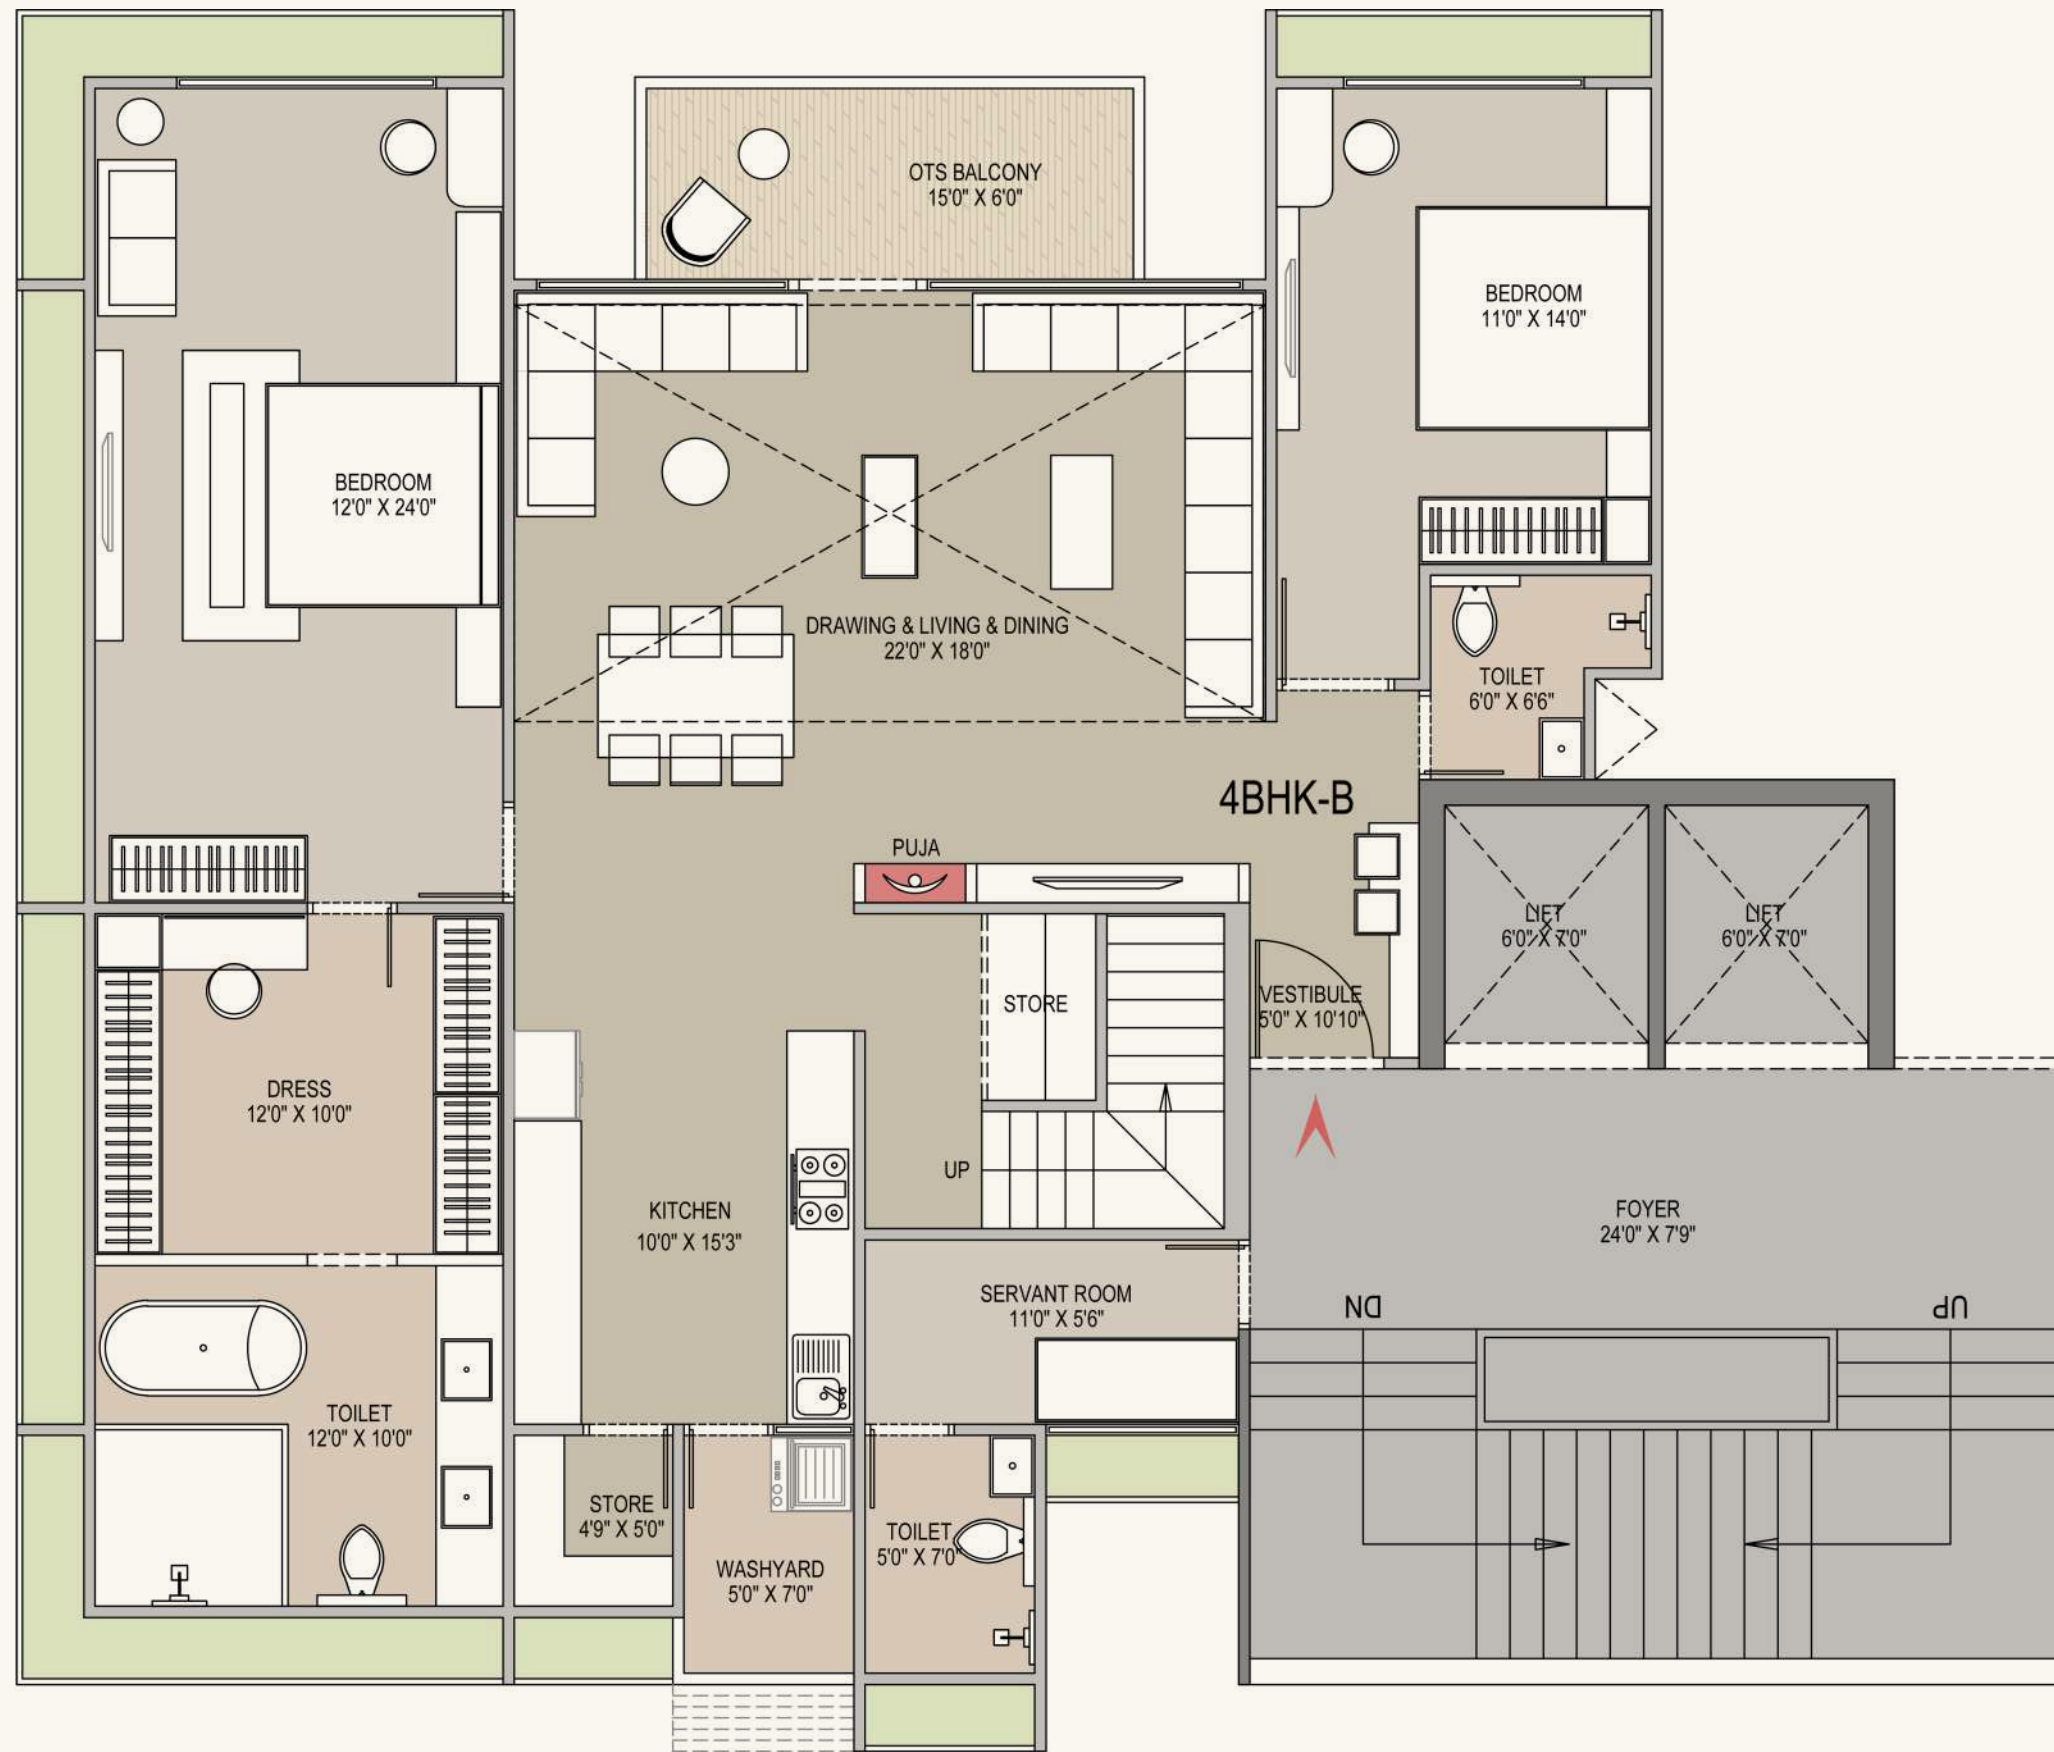 OTS BALCONY
15'0" X 6'0"
BEDROOM
11'0" X 14'0"
BEDROOM
12'0" X 24'0"
DRAWING & LIVING & DINING
22'0" X 18'0"
TOILET
6'0" X 6'6"
4BHK-B
PUJA
LIFT
6'0" X 7'0"
LIFT
6'0" X 7'0"
STORE
VESTIBULE
5'0" X 10'10"
DRESS
12'0" X 10'0"
UP
KITCHEN
10'0" X 15'3"
FOYER
24'0" X 7'9"
SERVANT ROOM
11'0" X 5'6"
DN
UP
TOILET
12'0" X 10'0"
STORE
4'9" X 5'0"
TOILET
5'0" X 7'0"
WASHYARD
5'0" X 7'0"